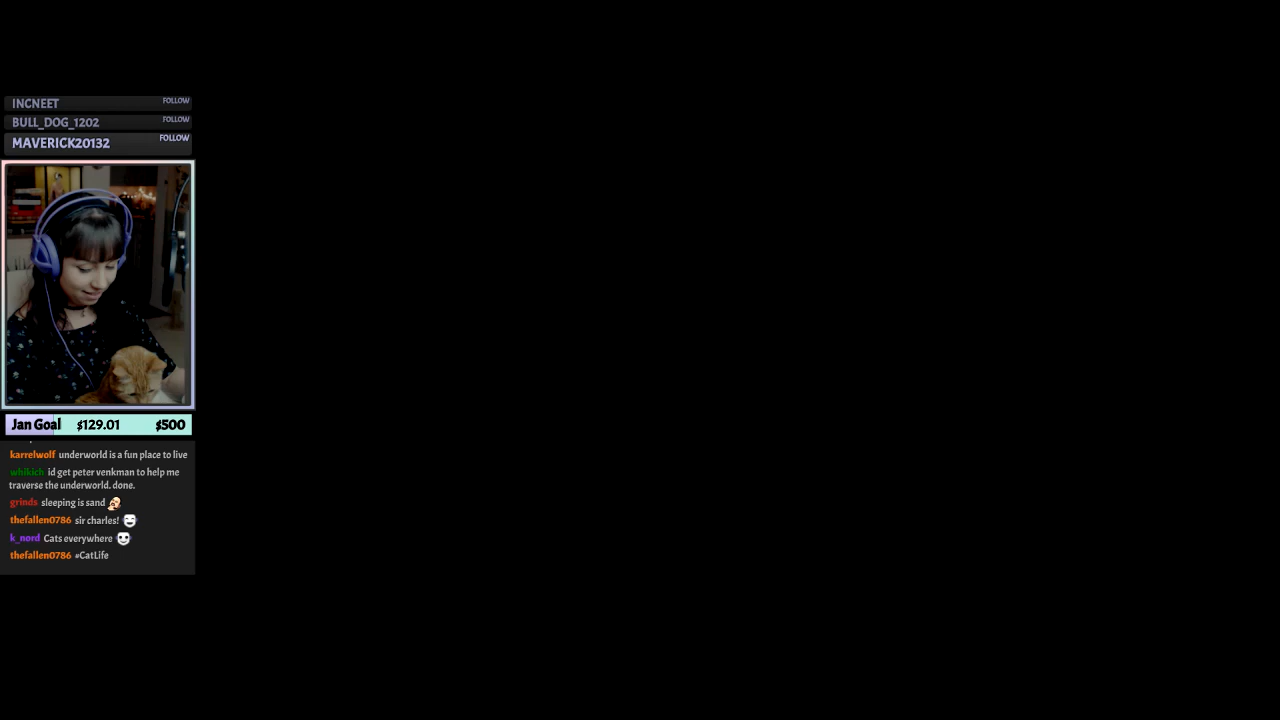 INCNEET FOLLOW
BULL_DOG_1202 FOLLOW
MAVERICK20132 FOLLOW
Jan Goal $129.01 $500
karrelwolf underworld is a fun place to live
whikich id get peter venkman to help me
traverse the underworld. done.
grinds sleeping is sand
thefallen0786 sir charles!
k_nord Cats everywhere
thefallen0786 #CatLife